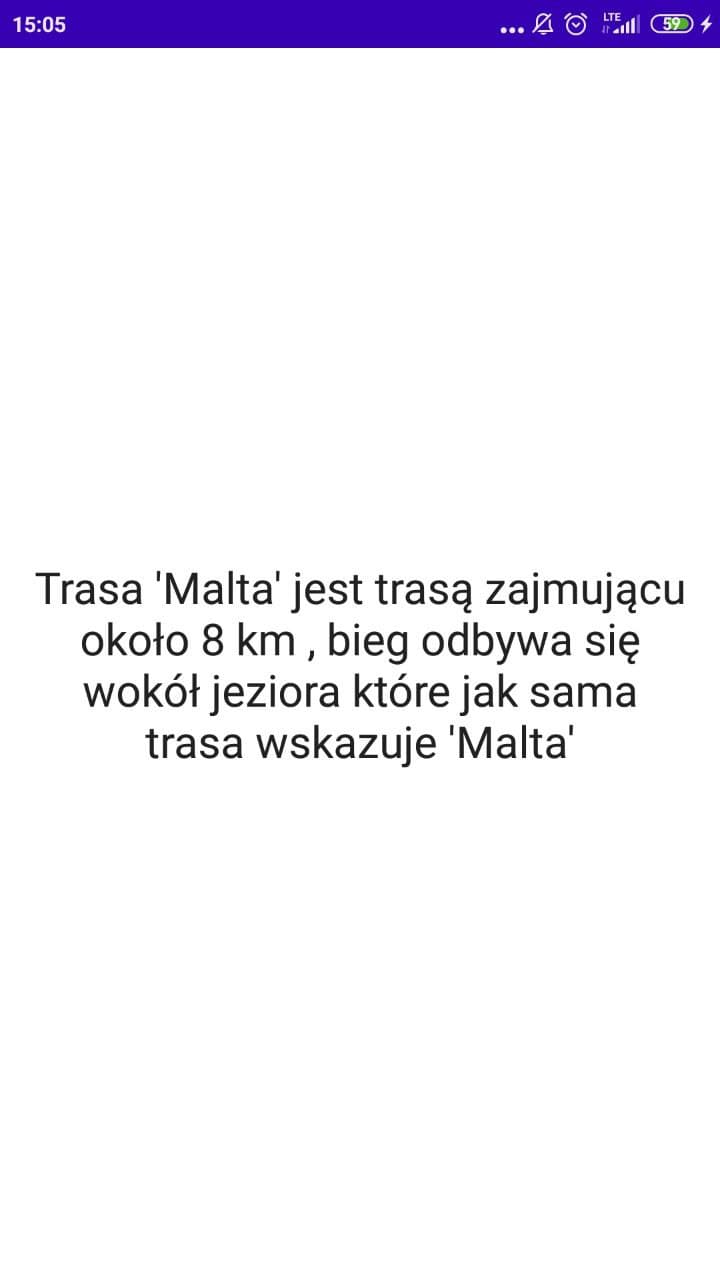 15:05
LTE
59
Trasa 'Malta' jest trasą zajmującu
około 8 km , bieg odbywa się
wokół jeziora które jak sama
trasa wskazuje 'Malta'